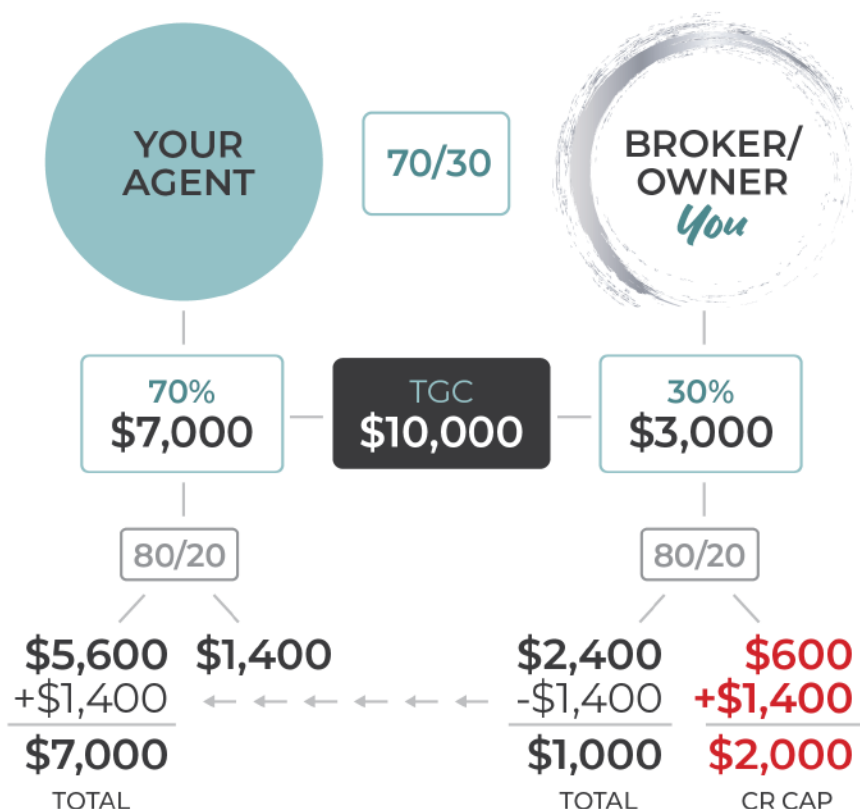 YOUR
AGENT
70/30
BROKER/
OWNER
You
70%
$7,000
TGC
$10,000
30%
$3,000
80/20
80/20
$5,600 $1,400
+$1,400
$7,000
TOTAL
$2,400
-$1,400
$1,000
TOTAL
$600
+$1,400
$2,000
CR CAP